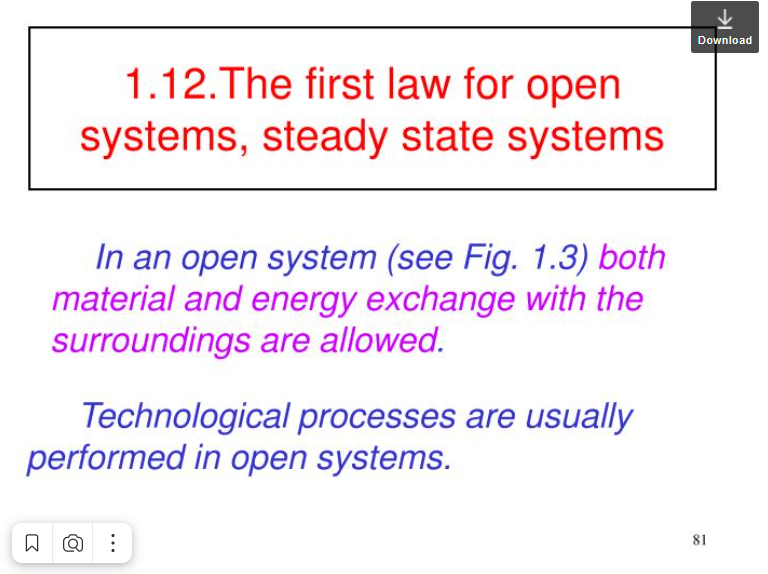 Download
1.12.The first law for open
systems, steady state systems
In an open system (see Fig. 1.3) both
material and energy exchange with the
surroundings are allowed.
Technological processes are usually
performed in open systems.
81